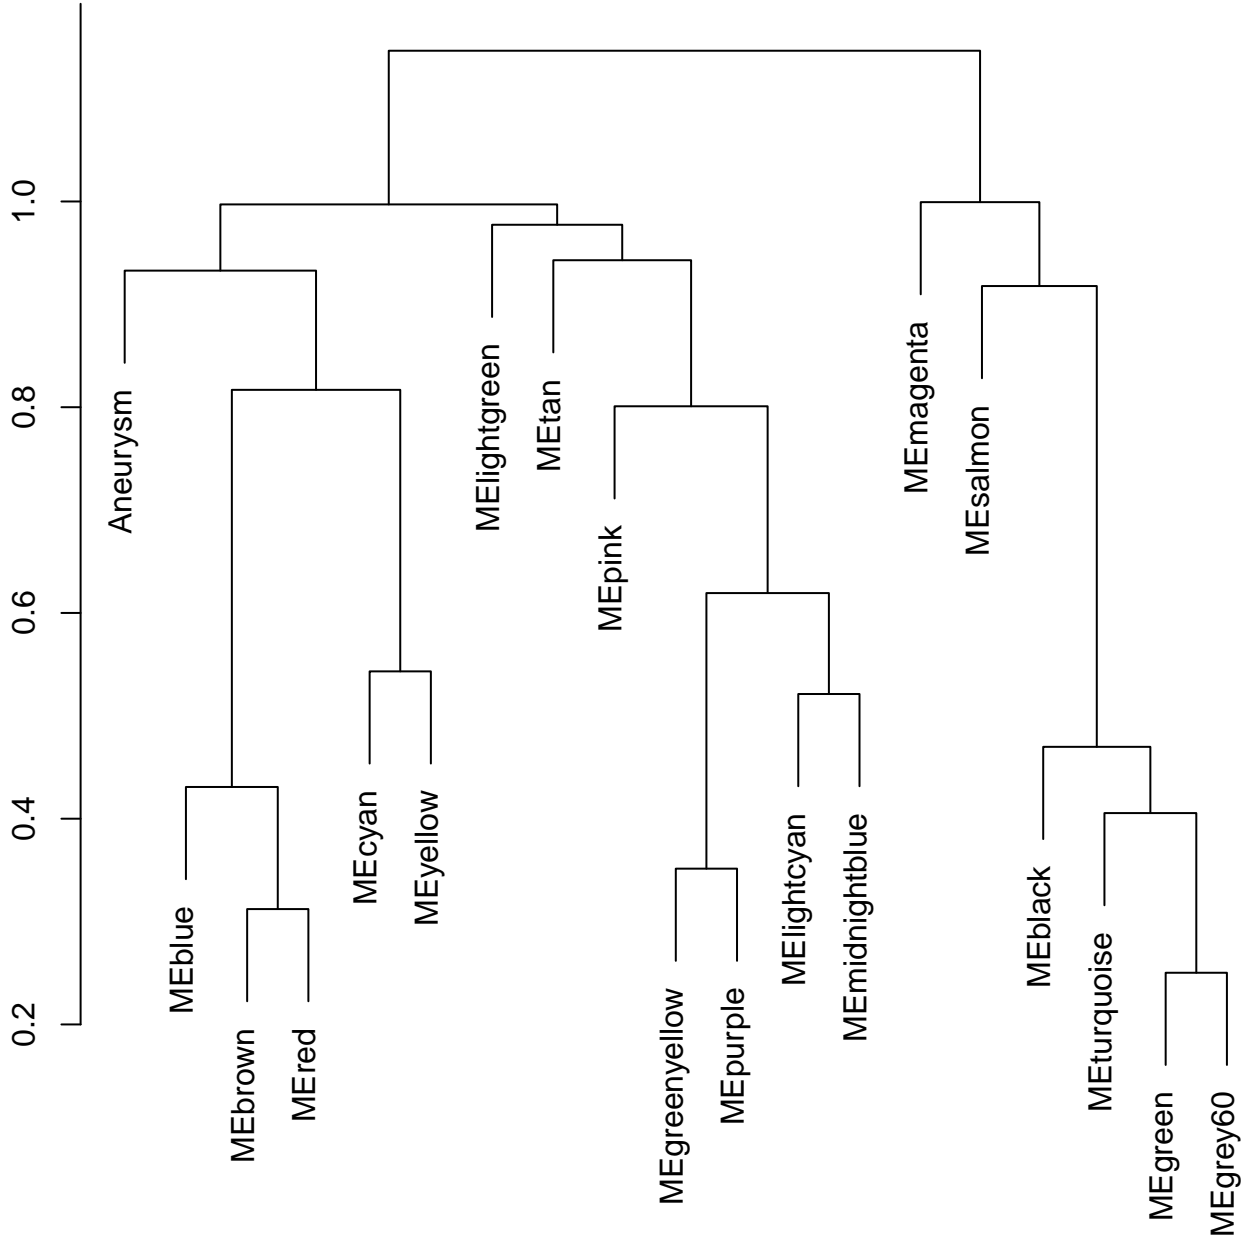 1.0
0.8
0.6
0.4
0.2
Aneurysm
MEblue
MEbrown
MEred
MEcyan
MEyellow
MElightgreen
MEtan
MEpink
MEgreenyellow
MEpurple
MElightcyan
MEmidnightblue
MEmagenta
MEsalmon
MEblack
MEturquoise
MEgreen
MEgrey60